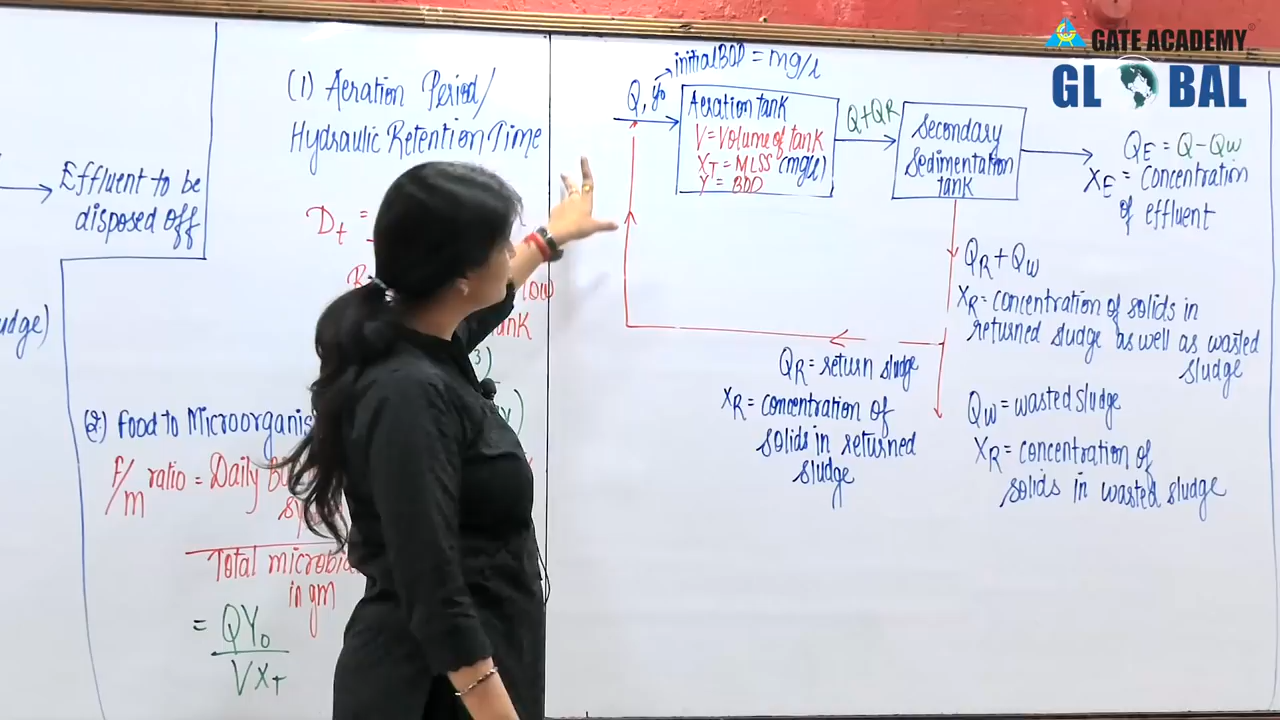 GATE ACADEMY
GLOBAL
Effluent to be
disposed off
(1) Aeration Period/
Hydraulic Retention Time
Dt =
(2) Food to Microorganis
F/m ratio = Daily
Total microbia
in gm
= QY0
VXT
Q, Y0 → initial BOD = mg/l
Aeration tank
V = Volume of tank
XT = MLSS (mg/l)
Y = BOD
Q+QR
Secondary
Sedimentation
tank
QE = Q - Qw
XE = Concentration
of effluent
QR + Qw
XR = concentration of solids in
returned sludge as well as wasted
sludge
QR = return sludge
XR = concentration of
solids in returned
sludge
Qw = wasted sludge
XR = concentration of
solids in wasted sludge